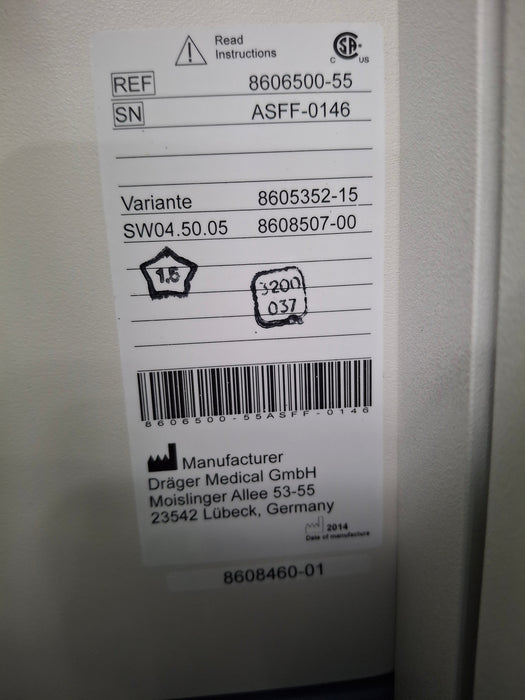 Read
Instructions
C SA US
REF 8606500-55
SN ASFF-0146
Variante 8605352-15
SW04.50.05 8608507-00
1.5
3200
037
8606500-55ASFF-0146
Manufacturer
Dräger Medical GmbH
Moislinger Allee 53-55
23542 Lübeck, Germany
2014
Date of manufacture
8608460-01